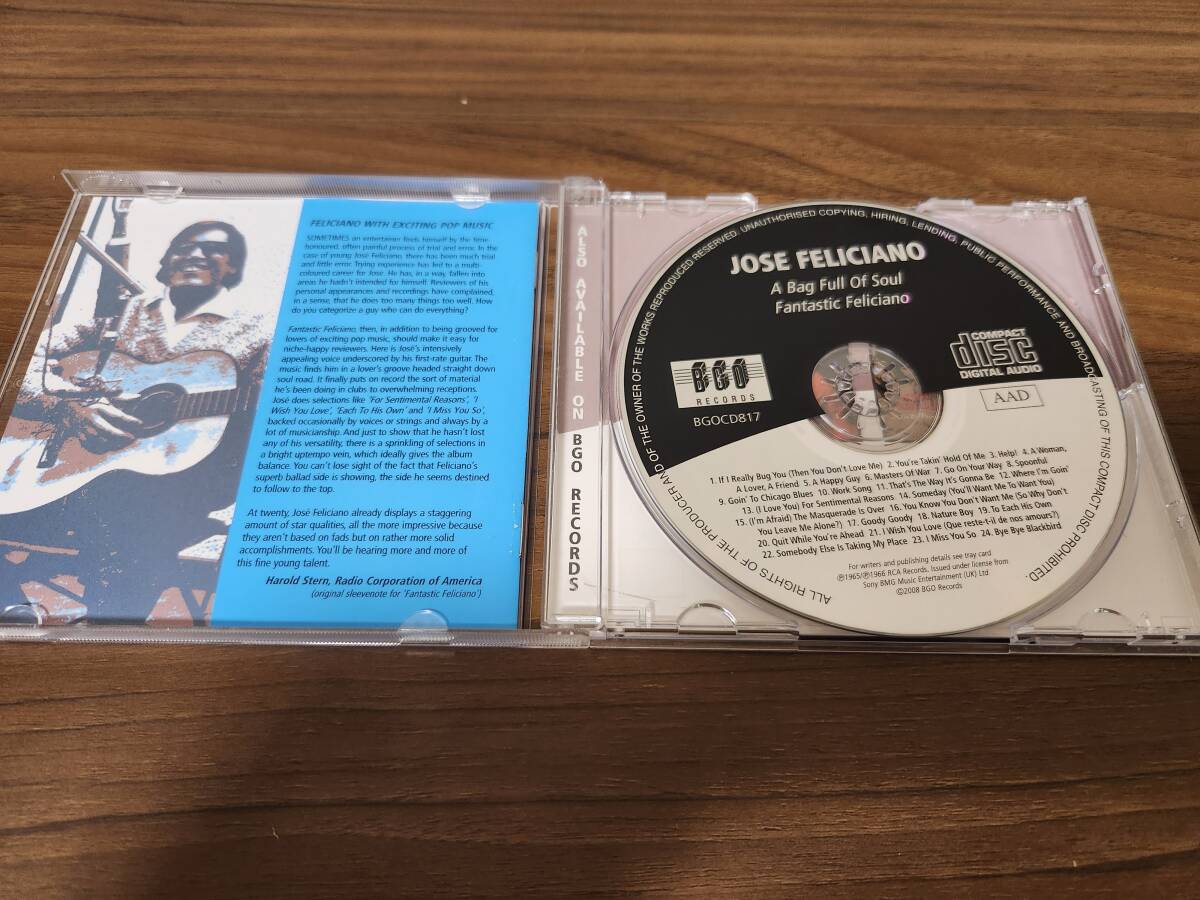 FELICIANO WITH EXCITING POP MUSIC
SOMETIMES an entertainer finds himself by the time-
honoured, often painful process of trial and error. In the
case of young José Feliciano, there has been much trial
and little error. Trying experience has led to a multi-
coloured career for José. He has, in a way, fallen into
areas he hadn't intended for himself. Reviewers of his
personal appearances and recordings have complained,
in a sense, that he does too many things too well. How
do you categorize a guy who can do everything?
Fantastic Feliciano, then, in addition to being grooved for
lovers of exciting pop music, should make it easy for
niche-happy reviewers. Here is José's intensively
appealing voice underscored by his first-rate guitar. The
music finds him in a lover's groove headed straight down
soul road. It finally puts on record the sort of material
he's been doing in clubs to overwhelming receptions.
José does selections like 'For Sentimental Reasons', 'I
Wish You Love', 'Each To His Own' and 'I Miss You So',
backed occasionally by voices or strings and always by a
lot of musicianship. And just to show that he hasn't lost
any of his versatility, there is a sprinkling of selections in
a bright uptempo vein, which ideally gives the album
balance. You can't lose sight of the fact that Feliciano's
superb ballad side is showing, the side he seems destined
to follow to the top.
At twenty, José Feliciano already displays a staggering
amount of star qualities, all the more impressive because
they aren't based on fads but on rather more solid
accomplishments. You'll be hearing more and more of
this fine young talent.
Harold Stern, Radio Corporation of America
(original sleevenote for 'Fantastic Feliciano')
ALSO AVAILABLE ON BGO RECORDS
ALL RIGHTS OF THE PRODUCER AND OF THE OWNER OF THE WORKS REPRODUCED RESERVED. UNAUTHORISED COPYING, HIRING, LENDING, PUBLIC PERFORMANCE AND BROADCASTING OF THIS COMPACT DISC PROHIBITED.
JOSE FELICIANO
A Bag Full Of Soul
Fantastic Feliciano
BGO
RECORDS
BGOCD817
COMPACT
disc
DIGITAL AUDIO
AAD
1. If I Really Bug You (Then You Don't Love Me) 2. You're Takin' Hold Of Me 3. Help! 4. A Woman,
A Lover, A Friend 5. A Happy Guy 6. Masters Of War 7. Go On Your Way 8. Spoonful
9. Goin' To Chicago Blues 10. Work Song 11. That's The Way It's Gonna Be 12. Where I'm Goin'
13. (I Love You) For Sentimental Reasons 14. Someday (You'll Want Me To Want You)
15. (I'm Afraid) The Masquerade Is Over 16. You Know You Don't Want Me (So Why Don't
You Leave Me Alone?) 17. Goody Goody 18. Nature Boy 19. To Each His Own
20. Quit While You're Ahead 21. I Wish You Love (Que reste-t-il de nos amours?)
22. Somebody Else Is Taking My Place 23. I Miss You So 24. Bye Bye Blackbird
For writers and publishing details see tray card
℗1965/℗1966 RCA Records. Issued under license from
Sony BMG Music Entertainment (UK) Ltd
©2008 BGO Records